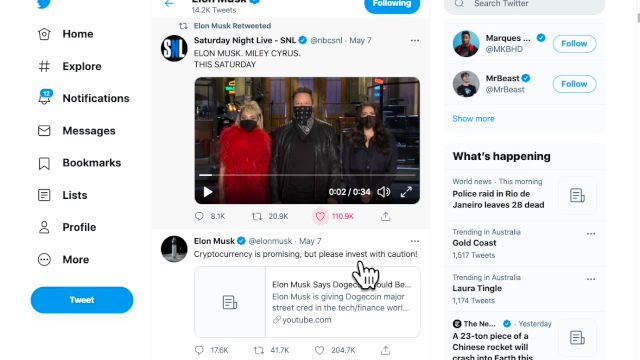 Elon Musk
14.2K Tweets
Following
Search Twitter
Home
Explore
12
Notifications
Messages
Bookmarks
Lists
Profile
More
Tweet
Elon Musk Retweeted
SNL
Saturday Night Live - SNL @nbcsnl · May 7
ELON MUSK. MILEY CYRUS.
THIS SATURDAY
0:02 / 0:34
8.1K 20.9K 110.9K
Elon Musk @elonmusk · May 7
Cryptocurrency is promising, but please invest with caution!
Elon Musk Says Dogecoin Could Be...
Elon Musk is giving Dogecoin major
street cred in the tech/finance worl...
youtube.com
17.6K 41.7K 204.7K
Marques ...
@MKBHD
Follow
MrBeast
@MrBeast
Follow
Show more
What's happening
World news · This morning
Police raid in Rio de
Janeiro leaves 28 dead
Trending in Australia
Gold Coast
1,517 Tweets
Trending in Australia
Laura Tingle
1,174 Tweets
The Ne... · Yesterday
A 23-ton piece of a
Chinese rocket will
crash into Earth this